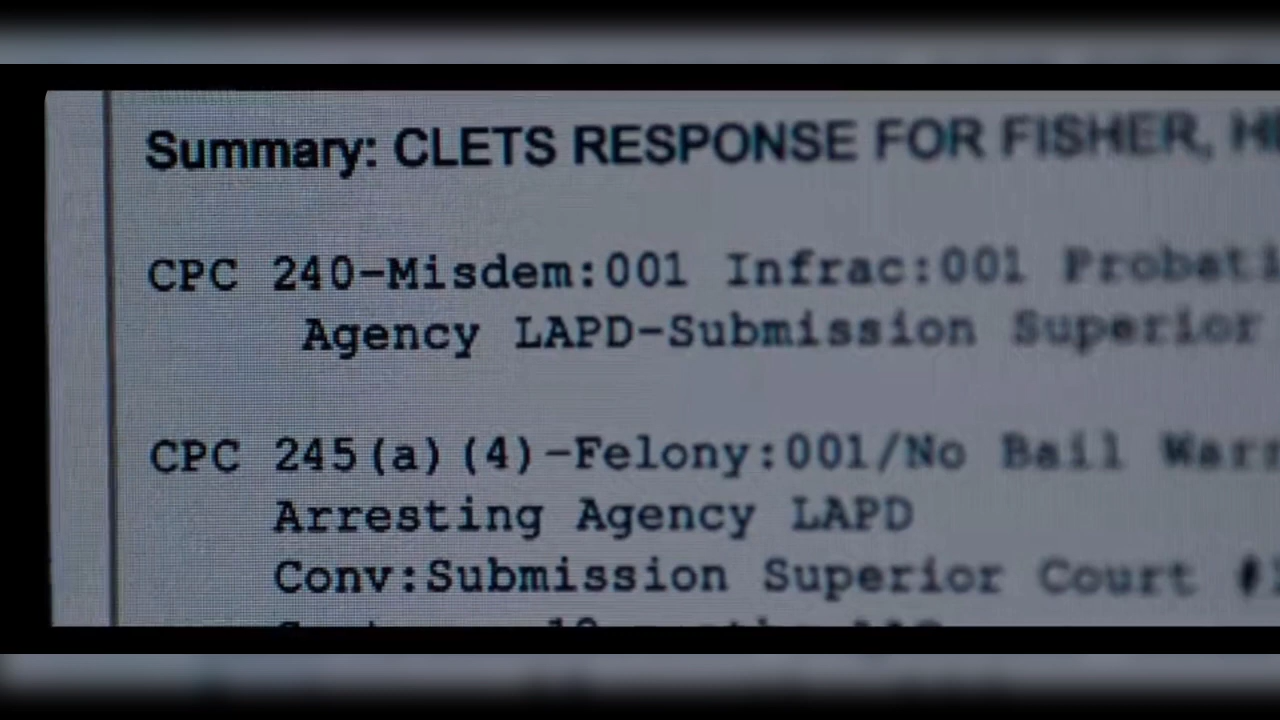 Summary: CLETS RESPONSE FOR FISHER,
CPC 240-Misdem:001 Infrac:001
Agency LAPD-Submission Superior
CPC 245(a)(4)-Felony:001/No Bail
Arresting Agency LAPD
Conv:Submission Superior Court